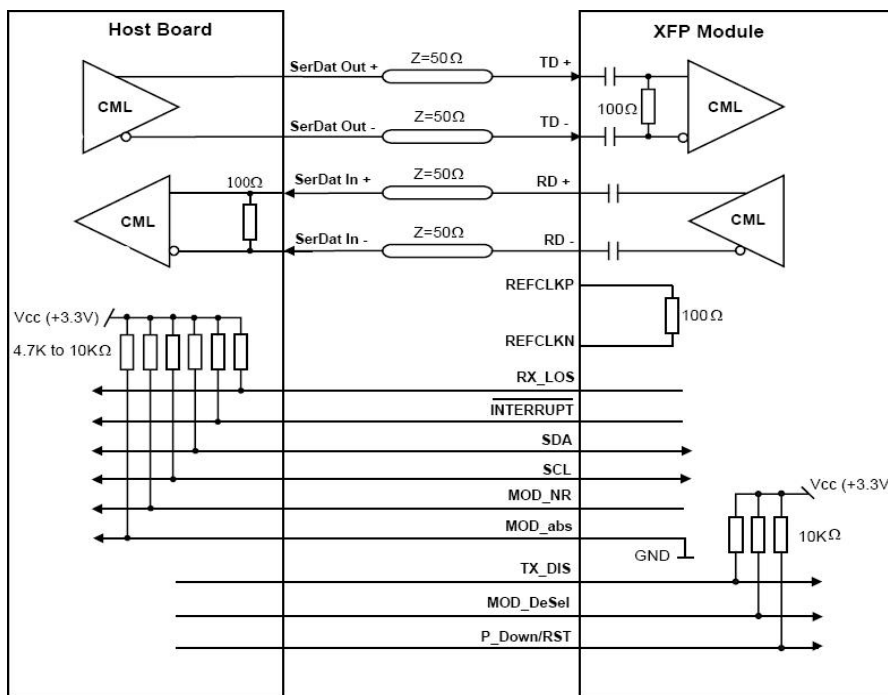 Host Board
XFP Module
SerDat Out +
Z=50Ω
TD +
CML
100Ω
CML
SerDat Out -
Z=50Ω
TD -
100Ω
SerDat In +
Z=50Ω
RD +
CML
CML
SerDat In -
Z=50Ω
RD -
REFCLKP
100Ω
Vcc (+3.3V)
4.7K to 10KΩ
REFCLKN
RX_LOS
INTERRUPT
SDA
SCL
MOD_NR
Vcc (+3.3V
MOD_abs
10KΩ
GND
TX_DIS
MOD_DeSel
P_Down/RST